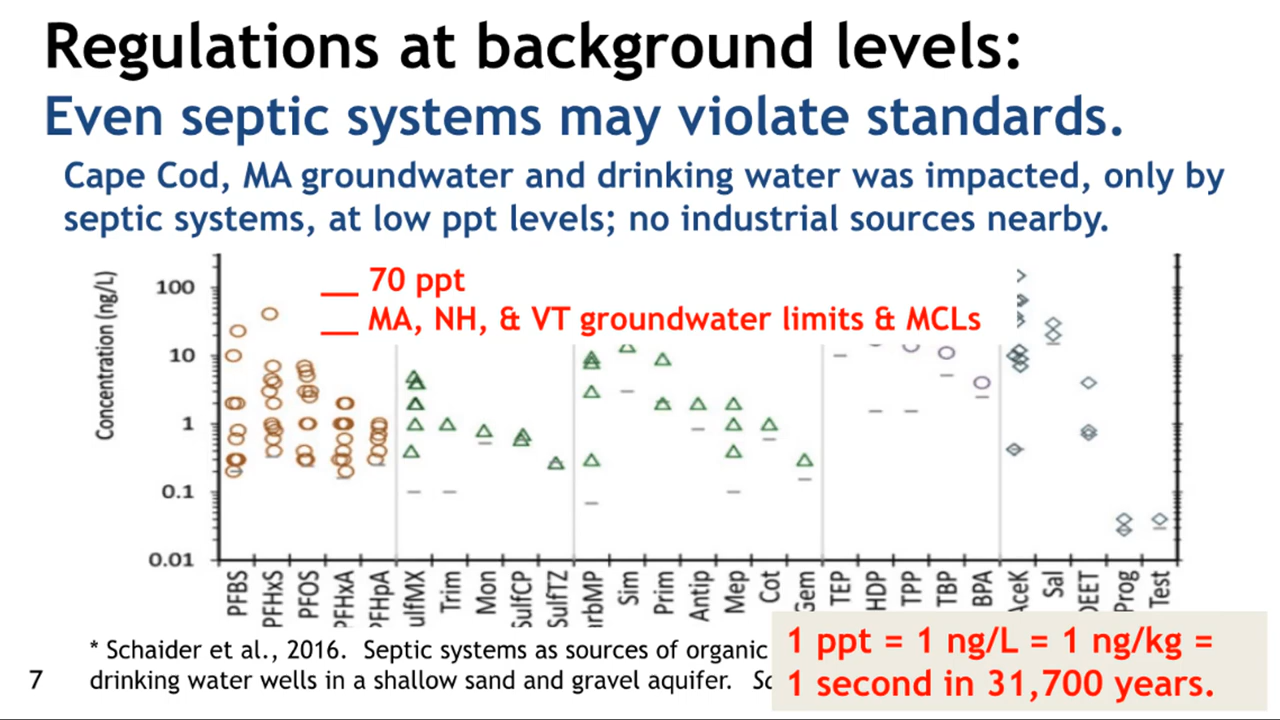 Regulations at background levels:
Even septic systems may violate standards.
Cape Cod, MA groundwater and drinking water was impacted, only by
septic systems, at low ppt levels; no industrial sources nearby.
Concentration (ng/L)
100
10
1
0.1
0.01
__ 70 ppt
__ MA, NH, & VT groundwater limits & MCLs
PFBS
PFHxS
PFOS
PFHxA
PFHpA
ulfMX
Trim
Mon
SulfCP
SulfTZ
arbMP
Sim
Prim
Antip
Mep
Cot
Gem
TEP
HDP
TPP
TBP
BPA
AceK
Sal
DEET
Prog
Test
* Schaider et al., 2016. Septic systems as sources of organic
drinking water wells in a shallow sand and gravel aquifer.
1 ppt = 1 ng/L = 1 ng/kg =
1 second in 31,700 years.
7